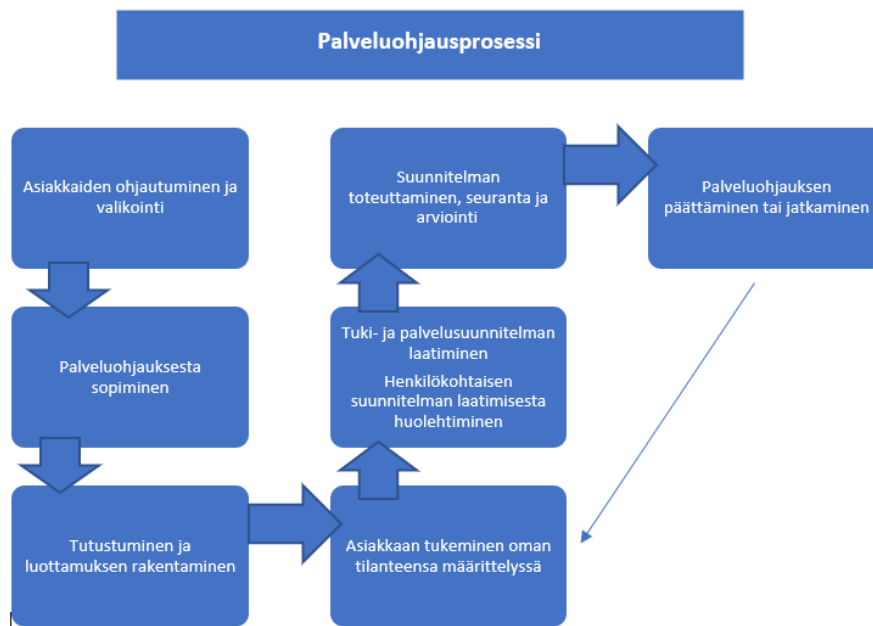 Palveluohjausprosessi
Asiakkaiden ohjautuminen ja
valikointi
Palveluohjauksesta
sopiminen
Tutustuminen ja
luottamuksen rakentaminen
Asiakkaan tukeminen oman
tilanteensa määrittelyssä
Tuki- ja palvelusuunnitelman
laatiminen
Henkilökohtaisen
suunnitelman laatimisesta
huolehtiminen
Suunnitelman
toteuttaminen, seuranta ja
arviointi
Palveluohjauksen
päättäminen tai jatkaminen